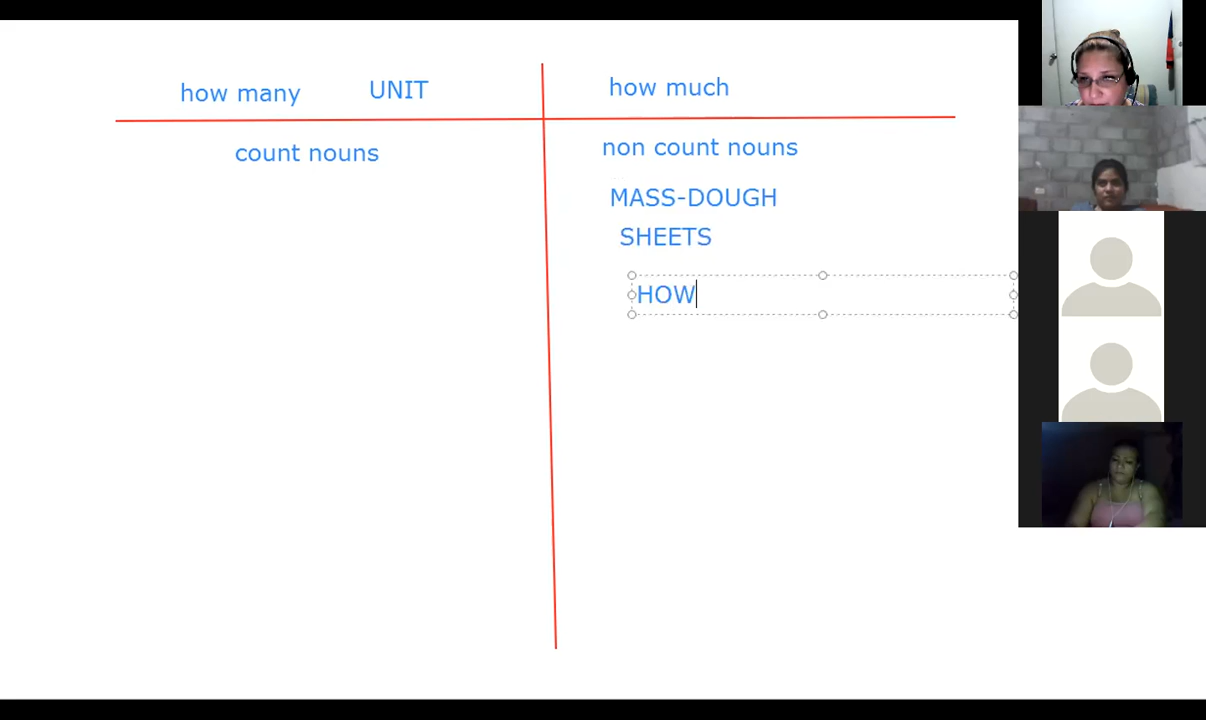 how many UNIT
count nouns
how much
non count nouns
MASS-DOUGH
SHEETS
HOW